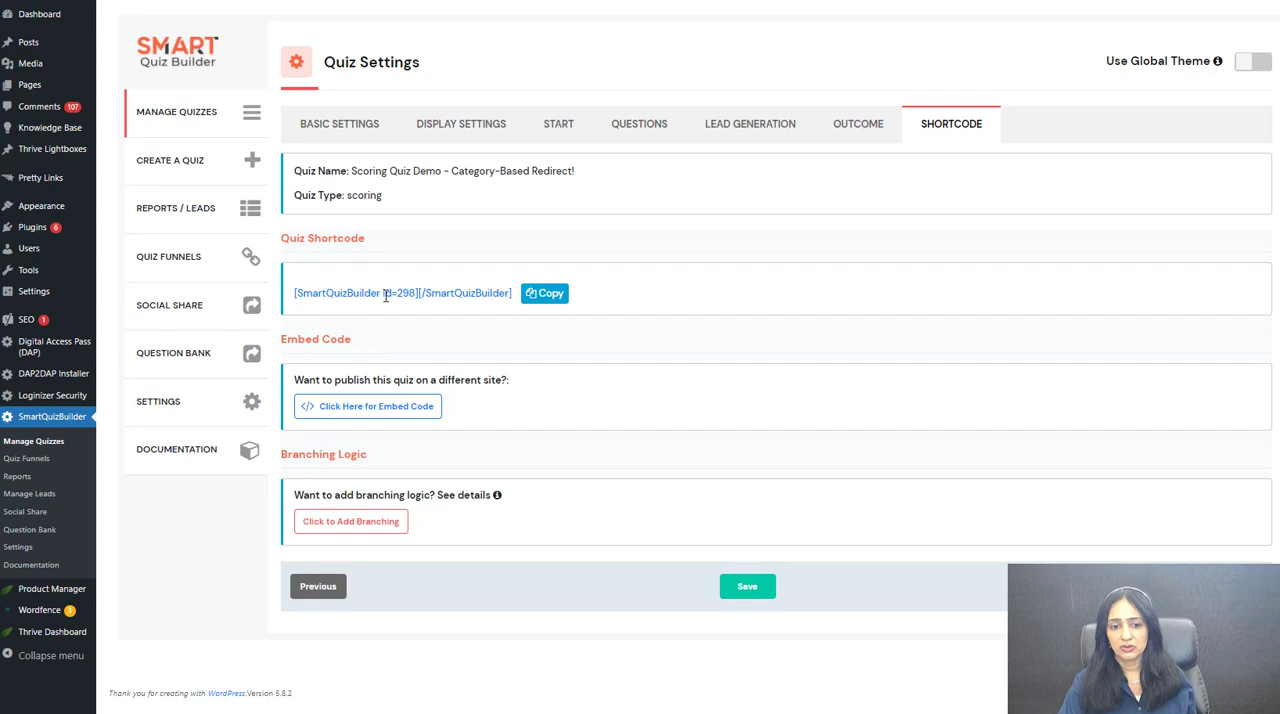 Dashboard
Posts
Media
Pages
Comments 107
Knowledge Base
Thrive Lightboxes
Pretty Links
Appearance
Plugins 6
Users
Tools
Settings
SEO 1
Digital Access Pass
(DAP)
DAP2DAP Installer
Loginizer Security
SmartQuizBuilder
Manage Quizzes
Quiz Funnels
Reports
Manage Leads
Social Share
Question Bank
Settings
Documentation
Product Manager
Wordfence 3
Thrive Dashboard
Collapse menu
SMART
Quiz Builder
MANAGE QUIZZES
CREATE A QUIZ
REPORTS / LEADS
QUIZ FUNNELS
SOCIAL SHARE
QUESTION BANK
SETTINGS
DOCUMENTATION
Quiz Settings
Use Global Theme
BASIC SETTINGS DISPLAY SETTINGS START QUESTIONS LEAD GENERATION OUTCOME SHORTCODE
Quiz Name: Scoring Quiz Demo - Category-Based Redirect!
Quiz Type: scoring
Quiz Shortcode
[SmartQuizBuilder id=298][/SmartQuizBuilder] Copy
Embed Code
Want to publish this quiz on a different site?:
</> Click Here for Embed Code
Branching Logic
Want to add branching logic? See details
Click to Add Branching
Previous Save
Thank you for creating with WordPress.Version 5.8.2